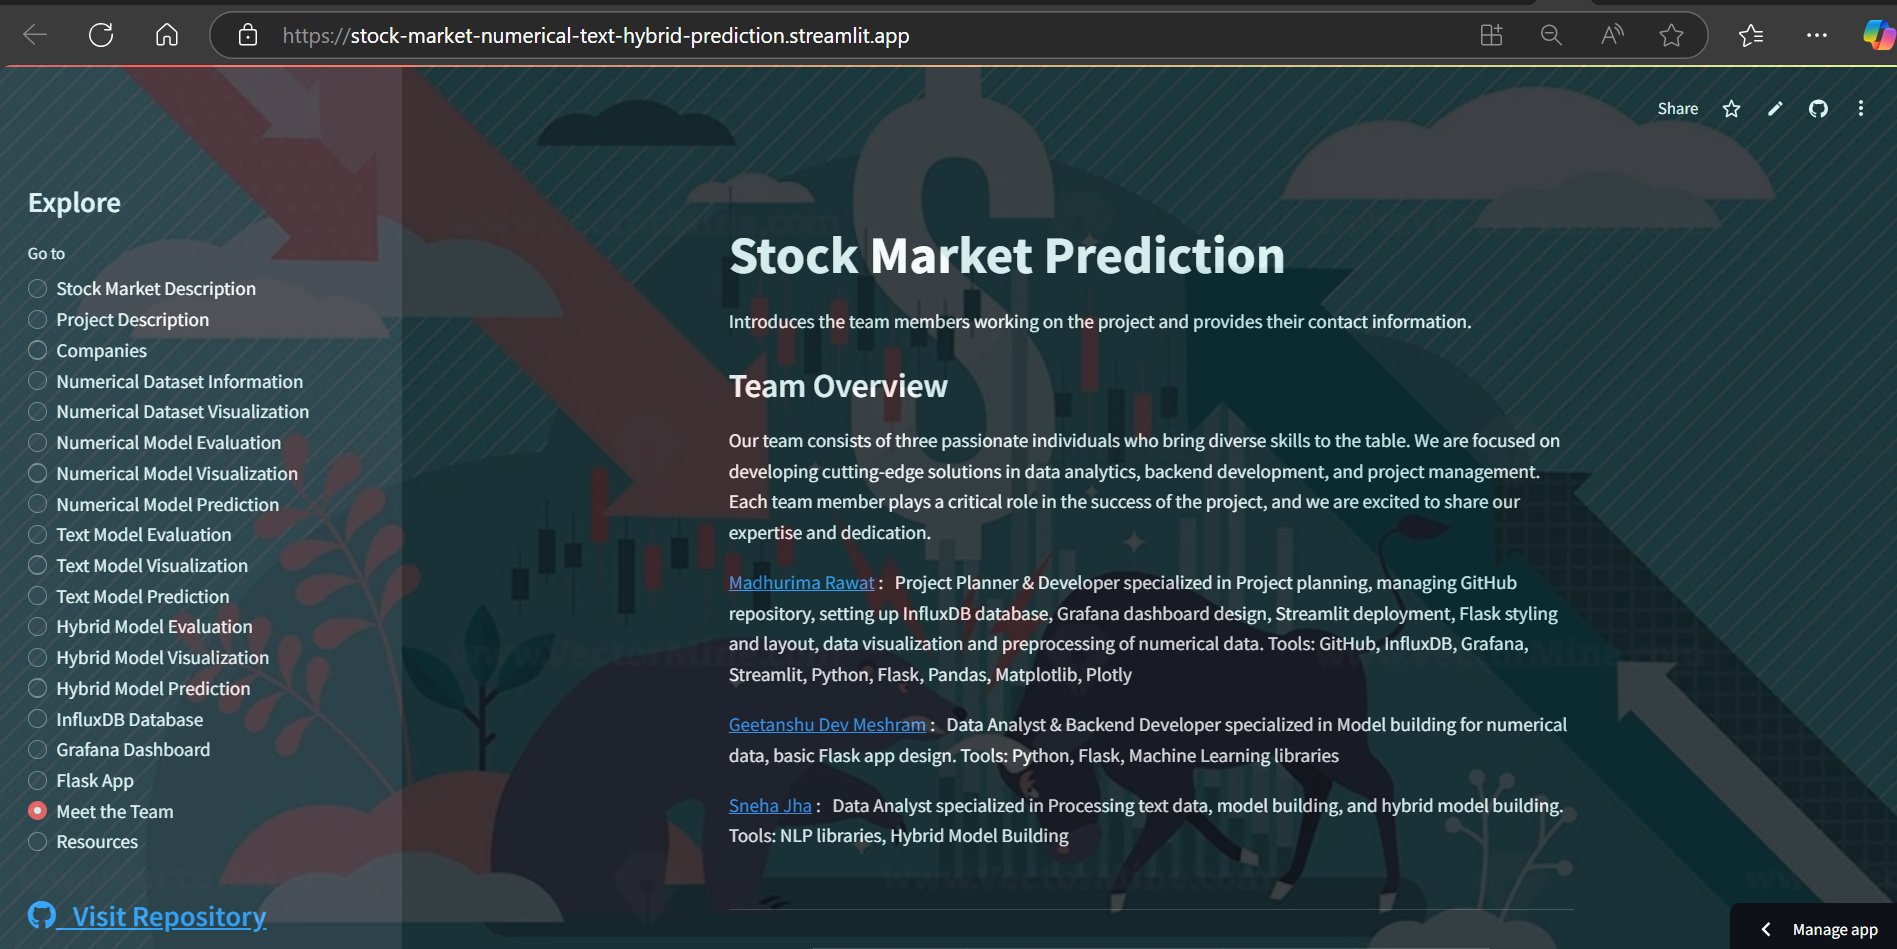 https://stock-market-numerical-text-hybrid-prediction.streamlit.app
Share
Explore
Go to
Stock Market Description
Project Description
Companies
Numerical Dataset Information
Numerical Dataset Visualization
Numerical Model Evaluation
Numerical Model Visualization
Numerical Model Prediction
Text Model Evaluation
Text Model Visualization
Text Model Prediction
Hybrid Model Evaluation
Hybrid Model Visualization
Hybrid Model Prediction
InfluxDB Database
Grafana Dashboard
Flask App
Meet the Team
Resources
Visit Repository
Stock Market Prediction
Introduces the team members working on the project and provides their contact information.
Team Overview
Our team consists of three passionate individuals who bring diverse skills to the table. We are focused on
developing cutting-edge solutions in data analytics, backend development, and project management.
Each team member plays a critical role in the success of the project, and we are excited to share our
expertise and dedication.
Madhurima Rawat : Project Planner & Developer specialized in Project planning, managing GitHub
repository, setting up InfluxDB database, Grafana dashboard design, Streamlit deployment, Flask styling
and layout, data visualization and preprocessing of numerical data. Tools: GitHub, InfluxDB, Grafana,
Streamlit, Python, Flask, Pandas, Matplotlib, Plotly
Geetanshu Dev Meshram : Data Analyst & Backend Developer specialized in Model building for numerical
data, basic Flask app design. Tools: Python, Flask, Machine Learning libraries
Sneha Jha : Data Analyst specialized in Processing text data, model building, and hybrid model building.
Tools: NLP libraries, Hybrid Model Building
Manage app